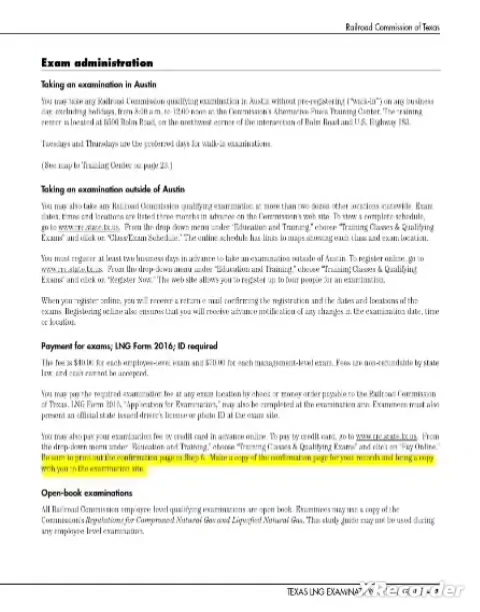 Railroad Commission of Texas
Exam administration
Taking an examination in Austin
You may take any Railroad Commission qualifying examination in Austin without pre-registering ("walk-in") on any business
day, excluding holidays, from 8:00 a.m. to 12:00 noon at the Commission's Alternative Fuels Training Center. The training
center is located at 6506 Bolm Road, on the northwest corner of the intersection of Bolm Road and U.S. Highway 183.
Tuesdays and Thursdays are the preferred days for walk-in examinations.
(See map to Training Center on page 23.)
Taking an examination outside of Austin
You may also take any Railroad Commission qualifying examination at more than two dozen other locations statewide. Exam
dates, times and locations are listed three months in advance on the Commission's web site. To view a complete schedule,
go to www.rrc.state.tx.us. From the drop-down menu under "Education and Training," choose "Training Classes & Qualifying
Exams" and click on "Class/Exam Schedule." The online schedule has links to maps showing each class and exam location.
You must register at least two business days in advance to take an examination outside of Austin. To register online, go to
www.rrc.state.tx.us. From the drop-down menu under "Education and Training," choose "Training Classes & Qualifying
Exams" and click on "Register Now." The web site allows you to register up to four people for an examination.
When you register online, you will receive a return e-mail confirming the registration and the dates and locations of the
exams. Registering online also ensures that you will receive advance notification of any changes in the examination date, time
or location.
Payment for exams; LNG Form 2016; ID required
The fee is $40.00 for each employee-level exam and $70.00 for each management-level exam. Fees are non-refundable by state
law, and cash cannot be accepted.
You may pay the required examination fee at any exam location by check or money order payable to the Railroad Commission
of Texas. LNG Form 2016, "Application for Examination," may also be completed at the examination site. Examinees must also
present an official state issued driver's license or photo ID at the exam site.
You may also pay your examination fee by credit card in advance online. To pay by credit card, go to www.rrc.state.tx.us. From
the drop-down menu under "Education and Training," choose "Training Classes & Qualifying Exams" and click on "Pay Online."
Be sure to print out the confirmation page in Step 6. Make a copy of the confirmation page for your records and bring a copy
with you to the examination site.
Open-book examinations
All Railroad Commission employee-level qualifying examinations are open book. Examinees may use a copy of the
Commission's Regulations for Compressed Natural Gas and Liquefied Natural Gas. This study guide may not be used during
any employee-level examination.
TEXAS LNG EXAMINATION
XRecorder